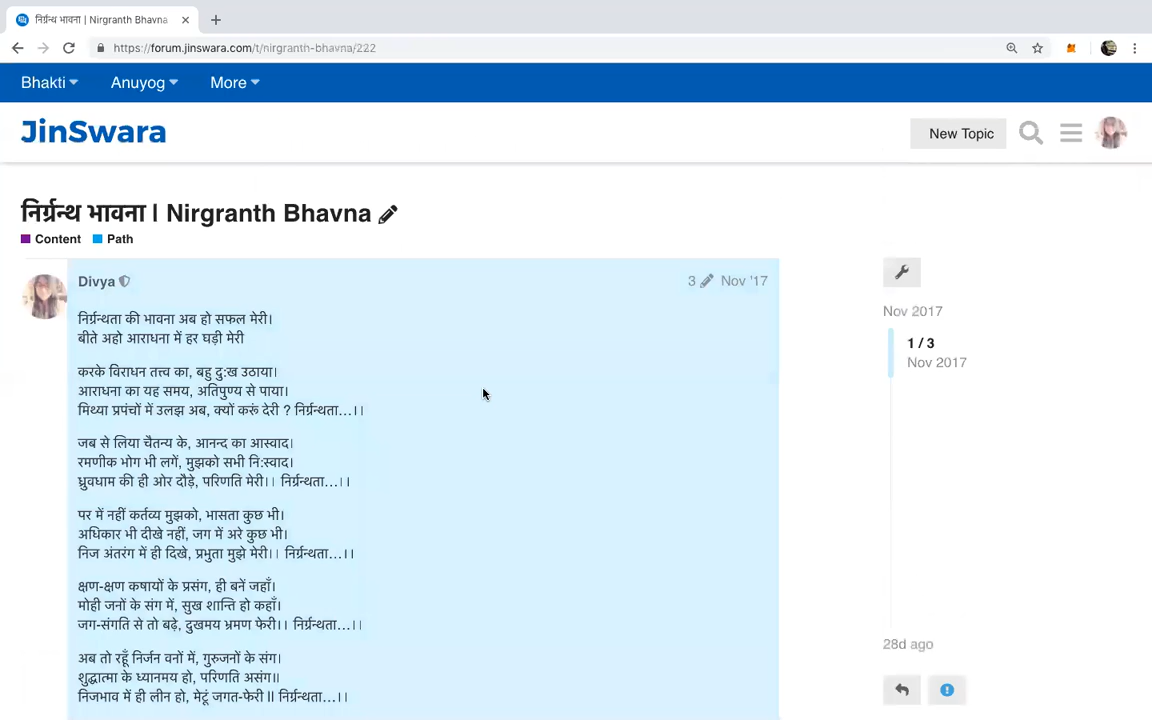 निर्ग्रन्थ भावना | Nirgranth Bhavna
https://forum.jinswara.com/t/nirgranth-bhavna/222
Bhakti
Anuyog
More
JinSwara
New Topic
निर्ग्रन्थ भावना | Nirgranth Bhavna
Content
Path
Divya
3
Nov '17
निर्ग्रन्थता की भावना अब हो सफल मेरी।
बीते अहो आराधना में हर घड़ी मेरी
करके विराधन तत्त्व का, बहु दु:ख उठाया।
आराधना का यह समय, अतिपुण्य से पाया।
मिथ्या प्रपंचों में उलझ अब, क्यों करूं देरी ? निर्ग्रन्थता...।।
जब से लिया चैतन्य के, आनन्द का आस्वाद।
रमणीक भोग भी लगें, मुझको सभी नि:स्वाद।
ध्रुवधाम की ही ओर दौड़े, परिणति मेरी।। निर्ग्रन्थता...।।
पर में नहीं कर्तव्य मुझको, भासता कुछ भी।
अधिकार भी दीखे नहीं, जग में अरे कुछ भी।
निज अंतरंग में ही दिखे, प्रभुता मुझे मेरी।। निर्ग्रन्थता...।।
क्षण-क्षण कषायों के प्रसंग, ही बनें जहाँ।
मोही जनों के संग में, सुख शान्ति हो कहाँ।
जग-संगति से तो बढ़े, दुखमय भ्रमण फेरी।। निर्ग्रन्थता...।।
अब तो रहूँ निर्जन वनों में, गुरुजनों के संग।
शुद्धात्मा के ध्यानमय हो, परिणति असंग॥
निजभाव में ही लीन हो, मेटूं जगत-फेरी ॥ निर्ग्रन्थता...।।
Nov 2017
1 / 3
Nov 2017
28d ago